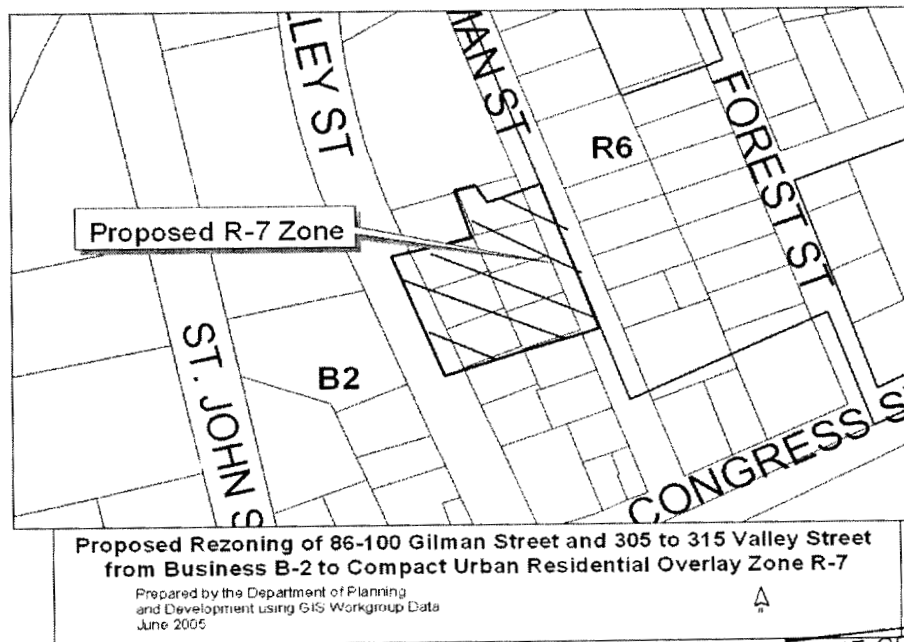 LLEY ST
MAN ST
FOREST ST
R6
Proposed R-7 Zone
ST. JOHN S
B2
CONGRESS S
Proposed Rezoning of 86-100 Gilman Street and 305 to 315 Valley Street
from Business B-2 to Compact Urban Residential Overlay Zone R-7
Prepared by the Department of Planning
and Development using GIS Workgroup Data
June 2005